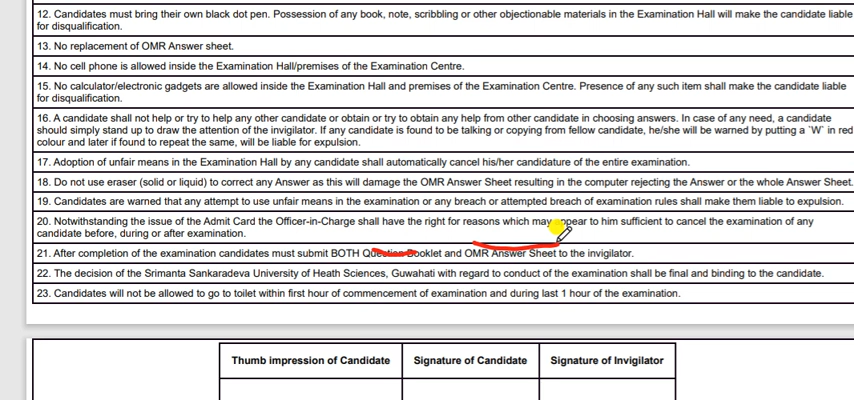 12. Candidates must bring their own black dot pen. Possession of any book, note, scribbling or other objectionable materials in the Examination Hall will make the candidate liable
for disqualification.
13. No replacement of OMR Answer sheet.
14. No cell phone is allowed inside the Examination Hall/premises of the Examination Centre.
15. No calculator/electronic gadgets are allowed inside the Examination Hall and premises of the Examination Centre. Presence of any such item shall make the candidate liable
for disqualification.
16. A candidate shall not help or try to help any other candidate or obtain or try to obtain any help from other candidate in choosing answers. In case of any need, a candidate
should simply stand up to draw the attention of the invigilator. If any candidate is found to be talking or copying from fellow candidate, he/she will be warned by putting a `W` in red
colour and later if found to repeat the same, will be liable for expulsion.
17. Adoption of unfair means in the Examination Hall by any candidate shall automatically cancel his/her candidature of the entire examination.
18. Do not use eraser (solid or liquid) to correct any Answer as this will damage the OMR Answer Sheet resulting in the computer rejecting the Answer or the whole Answer Sheet.
19. Candidates are warned that any attempt to use unfair means in the examination or any breach or attempted breach of examination rules shall make them liable to expulsion.
20. Notwithstanding the issue of the Admit Card the Officer-in-Charge shall have the right for reasons which may appear to him sufficient to cancel the examination of any
candidate before, during or after examination.
21. After completion of the examination candidates must submit BOTH Question Booklet and OMR Answer Sheet to the invigilator.
22. The decision of the Srimanta Sankaradeva University of Heath Sciences, Guwahati with regard to conduct of the examination shall be final and binding to the candidate.
23. Candidates will not be allowed to go to toilet within first hour of commencement of examination and during last 1 hour of the examination.
Thumb impression of Candidate Signature of Candidate Signature of Invigilator